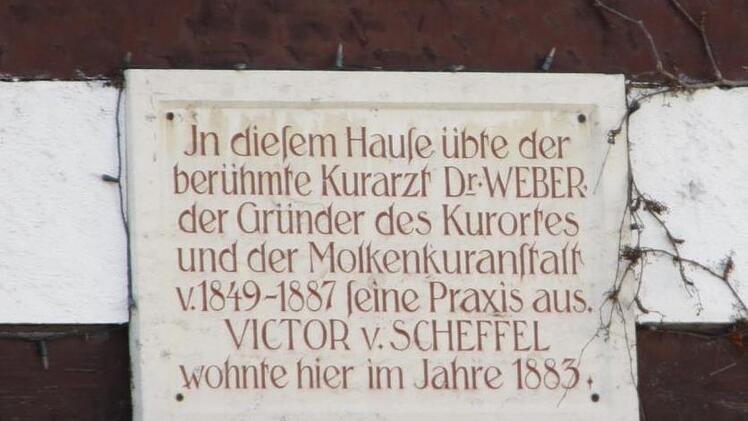 Jn dieſem Hauſe übte der
berühmte Kurarzt Dr. WEBER.
der Gründer des Kurortes
und der Molkenkuranſtalt
v. 1849-1887 ſeine Praxis aus.
VICTOR v. SCHEFFEL
wohnte hier im Jahre 1883.